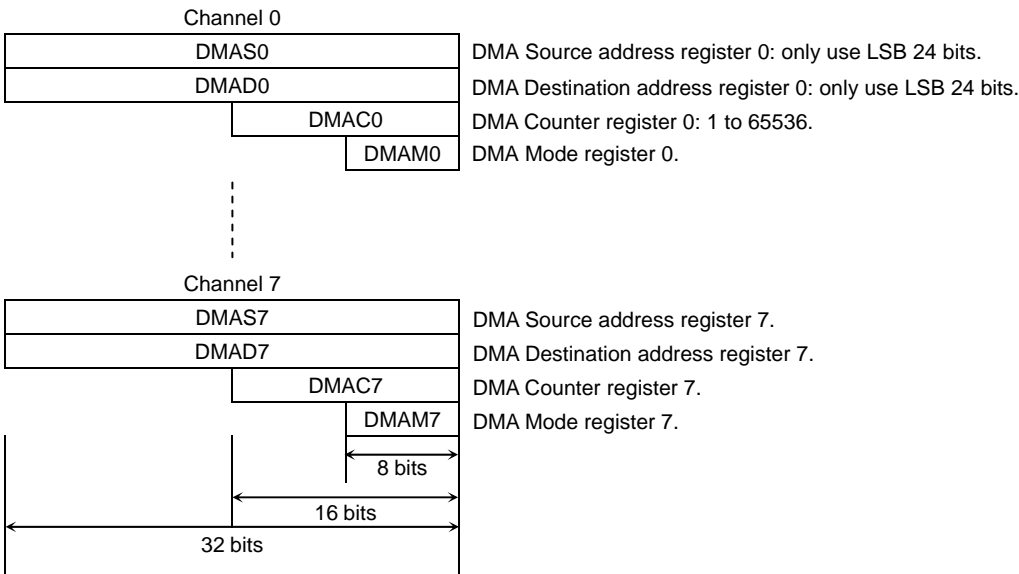 Channel 0
DMAS0 DMA Source address register 0: only use LSB 24 bits.
DMAD0 DMA Destination address register 0: only use LSB 24 bits.
DMAC0 DMA Counter register 0: 1 to 65536.
DMAM0 DMA Mode register 0.
Channel 7
DMAS7 DMA Source address register 7.
DMAD7 DMA Destination address register 7.
DMAC7 DMA Counter register 7.
DMAM7 DMA Mode register 7.
8 bits
16 bits
32 bits